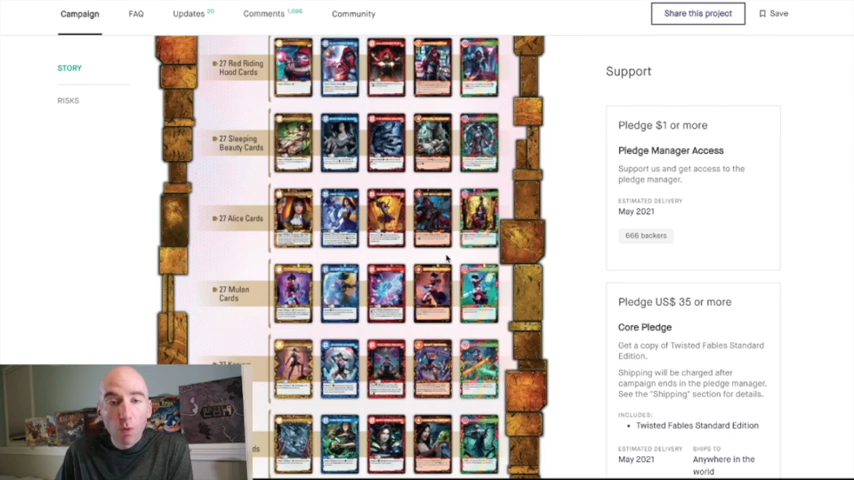 Campaign FAQ Updates 20 Comments 1,096 Community Share this project Save
STORY
RISKS
27 Red Riding
Hood Cards
27 Sleeping
Beauty Cards
27 Alice Cards
27 Mulan
Cards
Support
Pledge $1 or more
Pledge Manager Access
Support us and get access to the
pledge manager.
ESTIMATED DELIVERY
May 2021
666 backers
Pledge US$ 35 or more
Core Pledge
Get a copy of Twisted Fables Standard
Edition.
Shipping will be charged after
campaign ends in the pledge manager.
See the "Shipping" section for details.
INCLUDES:
• Twisted Fables Standard Edition
ESTIMATED DELIVERY SHIPS TO
May 2021 Anywhere in the
world